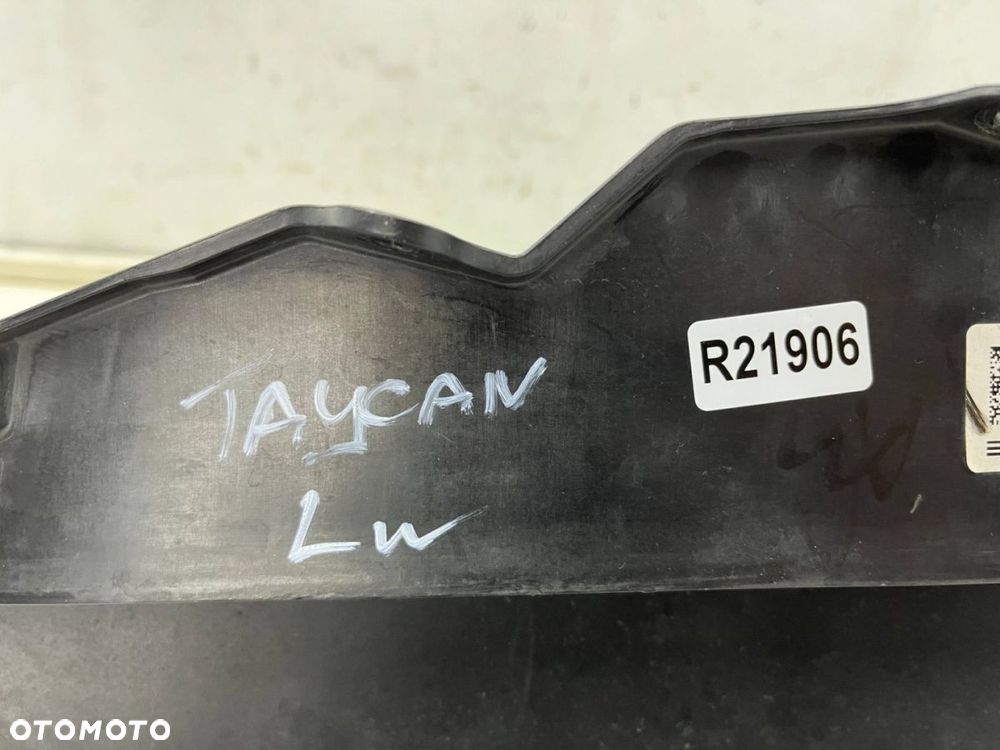 R21906
TAYCAN
Lw
OTOMOTO